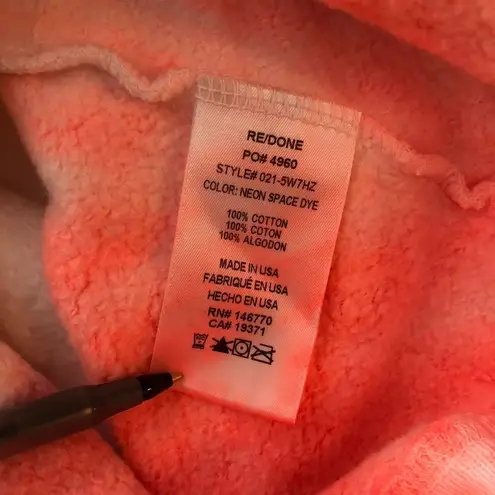 RE/DONE
PO# 4960
STYLE# 021-5W7HZ
COLOR: NEON SPACE DYE
100% COTTON
100% COTON
100% ALGODON
MADE IN USA
FABRIQUÉ EN USA
HECHO EN USA
RN# 146770
CA# 19371